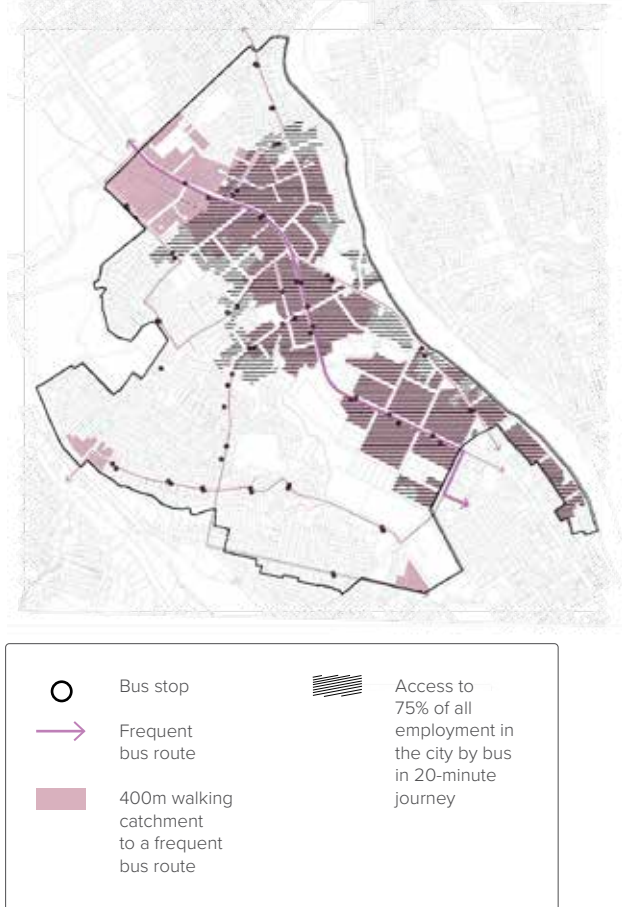 Bus stop
Frequent
bus route
400m walking
catchment
to a frequent
bus route
Access to
75% of all
employment in
the city by bus
in 20-minute
journey